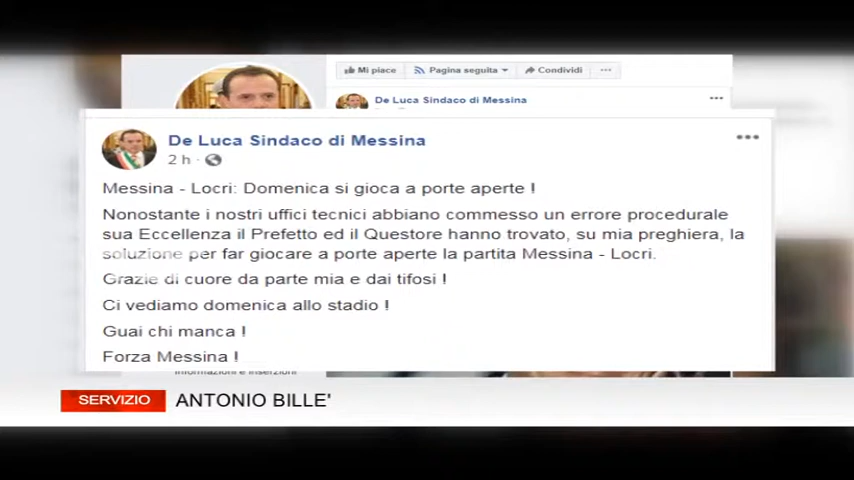 Mi piace Pagina seguita Condividi ...
De Luca Sindaco di Messina
De Luca Sindaco di Messina
2 h ·
Messina - Locri: Domenica si gioca a porte aperte !
Nonostante i nostri uffici tecnici abbiano commesso un errore procedurale
sua Eccellenza il Prefetto ed il Questore hanno trovato, su mia preghiera, la
soluzione per far giocare a porte aperte la partita Messina - Locri.
Grazie di cuore da parte mia e dai tifosi !
Ci vediamo domenica allo stadio !
Guai chi manca !
Forza Messina !
Informazioni e inserzioni
SERVIZIO ANTONIO BILLE'